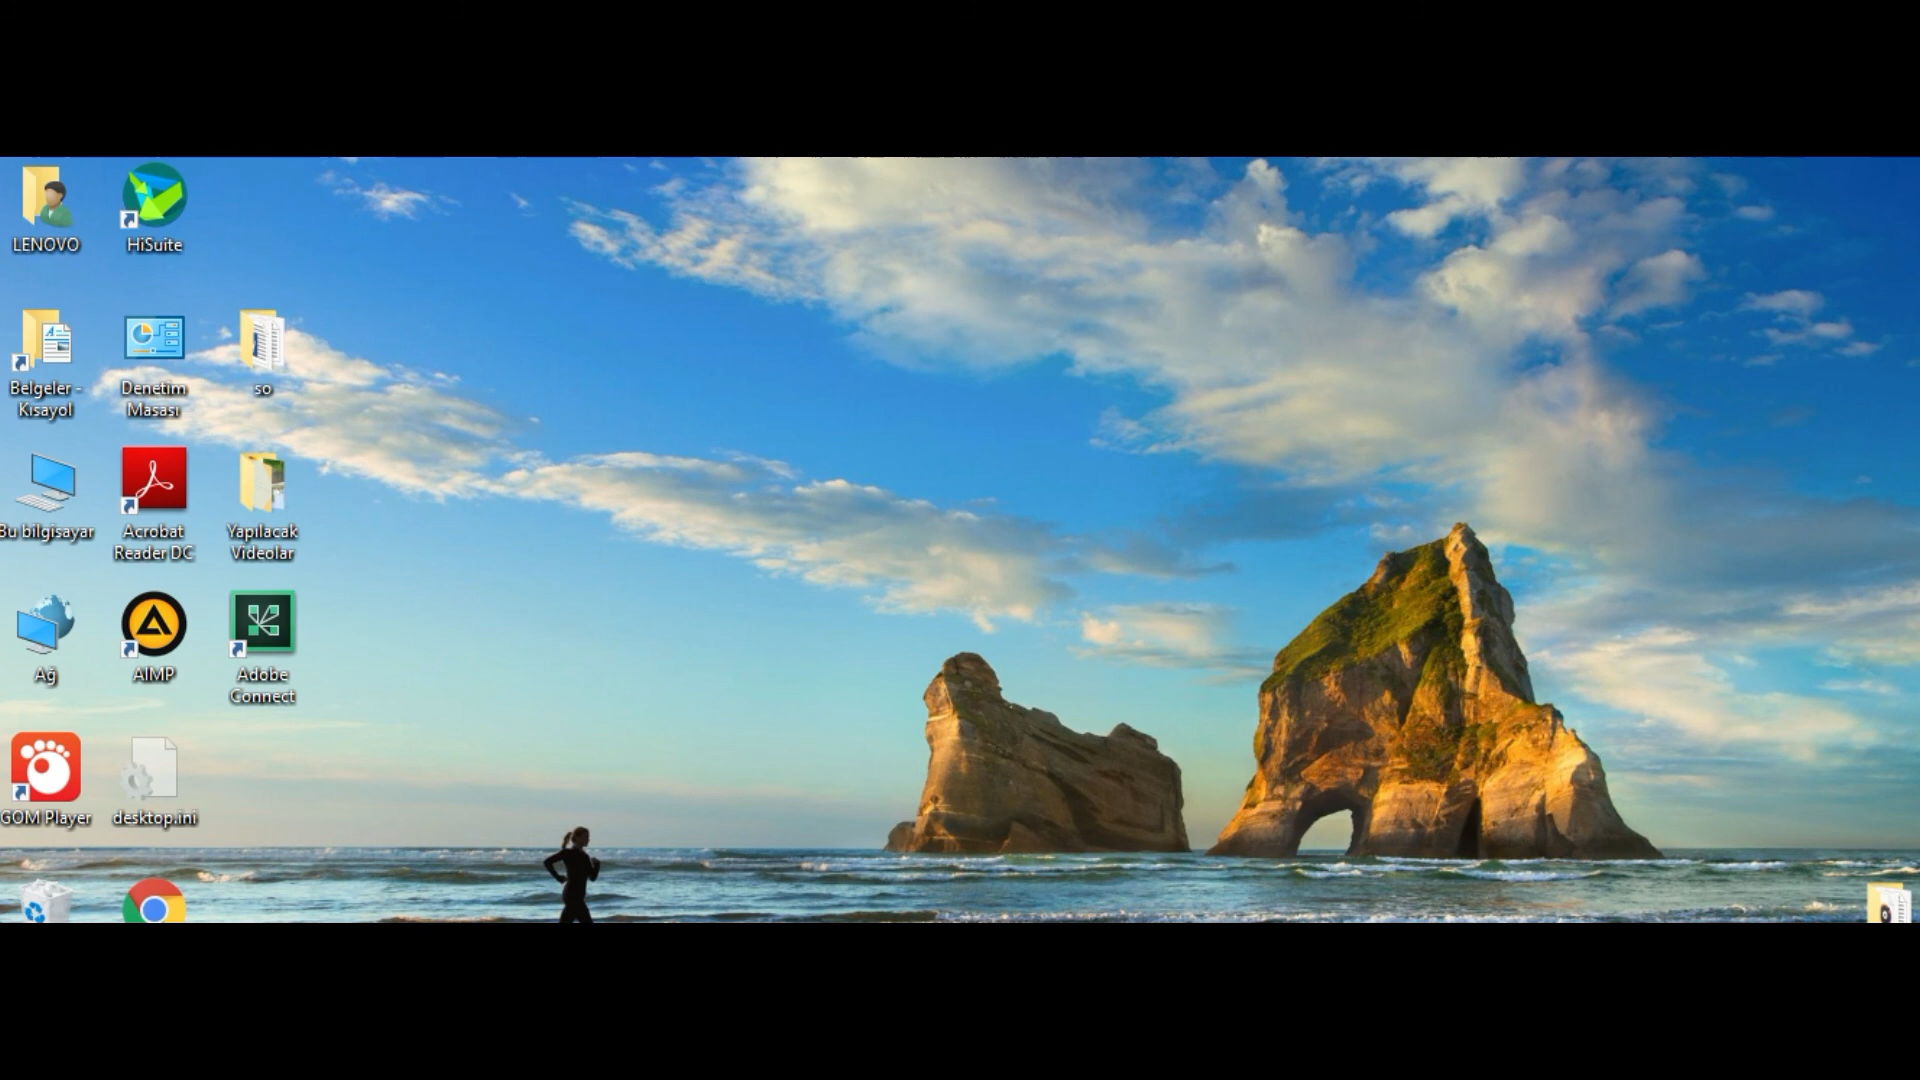 LENOVO
HiSuite
Belgeler -
Kısayol
Denetim
Masası
so
Bu bilgisayar
Acrobat
Reader DC
Yapılacak
Videolar
Ağ
AIMP
Adobe
Connect
GOM Player
desktop.ini